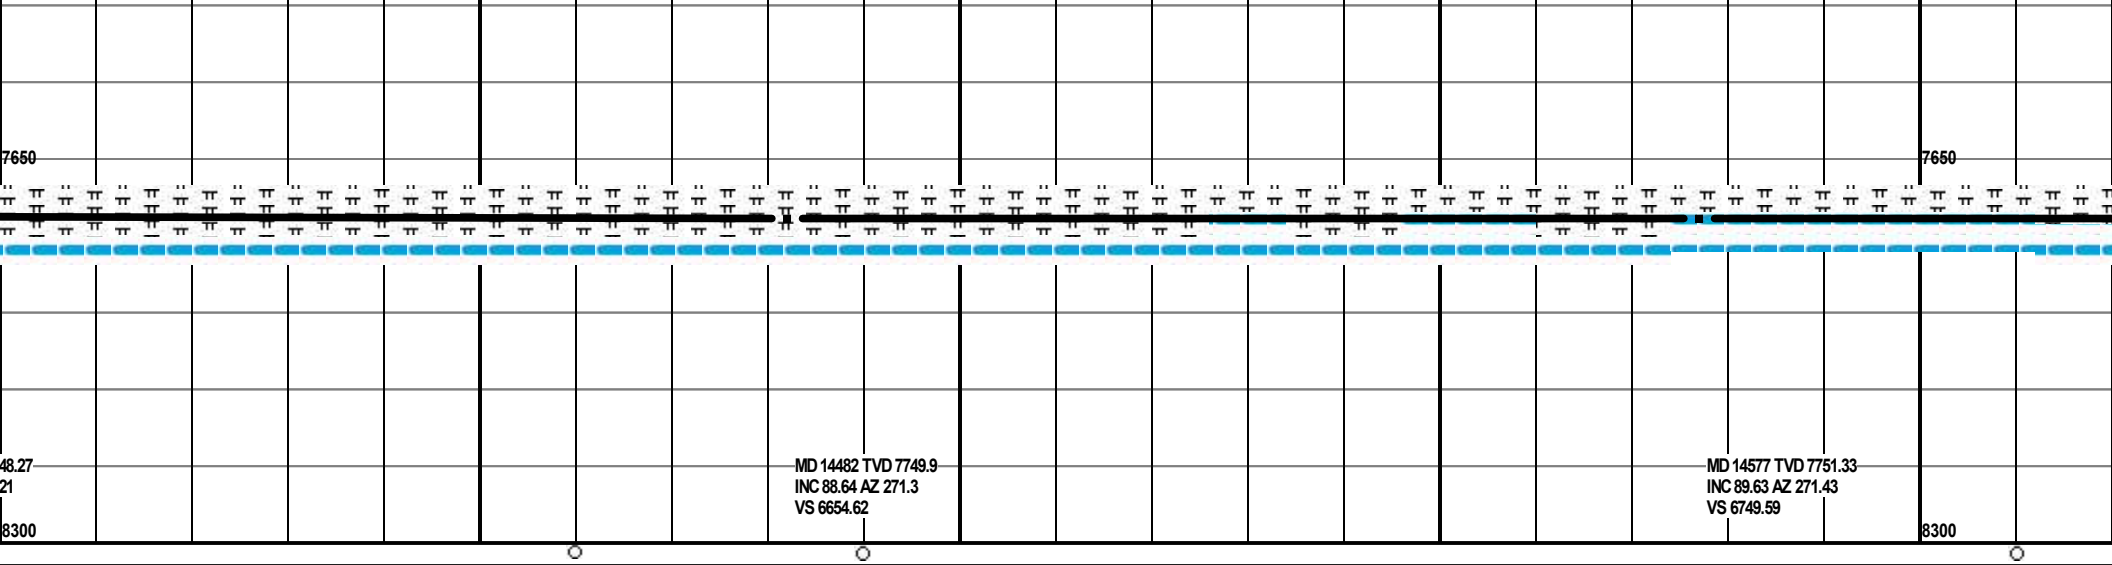 7650
7650
48.27
21
MD 14482 TVD 7749.9
INC 88.64 AZ 271.3
VS 6654.62
MD 14577 TVD 7751.33
INC 89.63 AZ 271.43
VS 6749.59
8300
8300